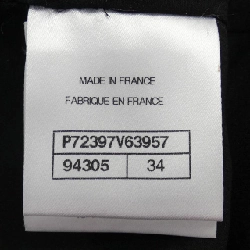 MADE IN FRANCE
FABRIQUE EN FRANCE
P72397V63957
94305 34